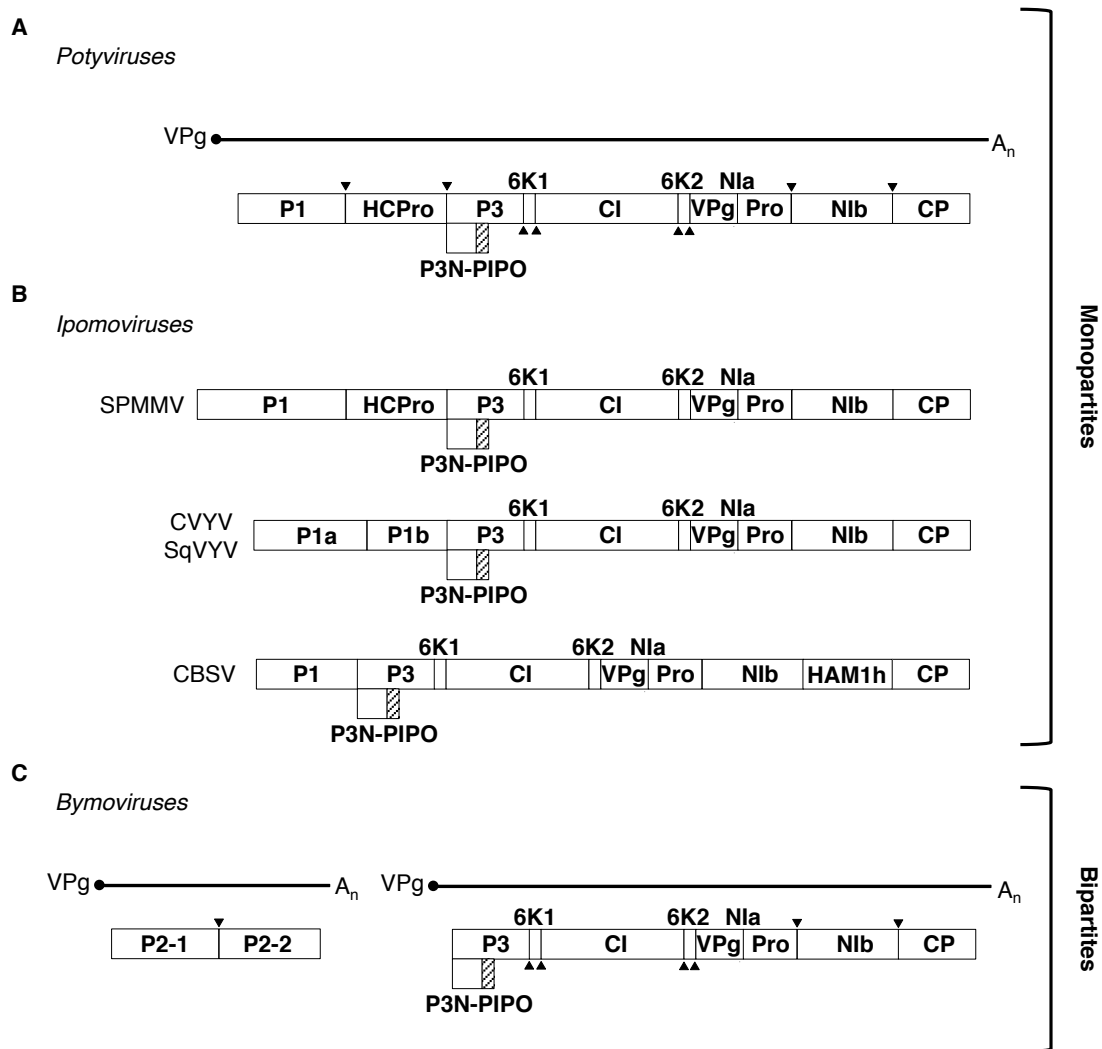 A
Potyviruses
VPg
An
6K1 6K2 NIa
P1 HCPro P3 CI VPg Pro NIb CP
P3N-PIPO
B
Ipomoviruses
6K1 6K2 NIa
SPMMV P1 HCPro P3 CI VPg Pro NIb CP
P3N-PIPO
CVYV
SqVYV
6K1 6K2 NIa
P1a P1b P3 CI VPg Pro NIb CP
P3N-PIPO
6K1 6K2 NIa
CBSV P1 P3 CI VPg Pro NIb HAM1h CP
P3N-PIPO
Monopartites
C
Bymoviruses
VPg An VPg An
6K1 6K2 NIa
P2-1 P2-2 P3 CI VPg Pro NIb CP
P3N-PIPO
Bipartites